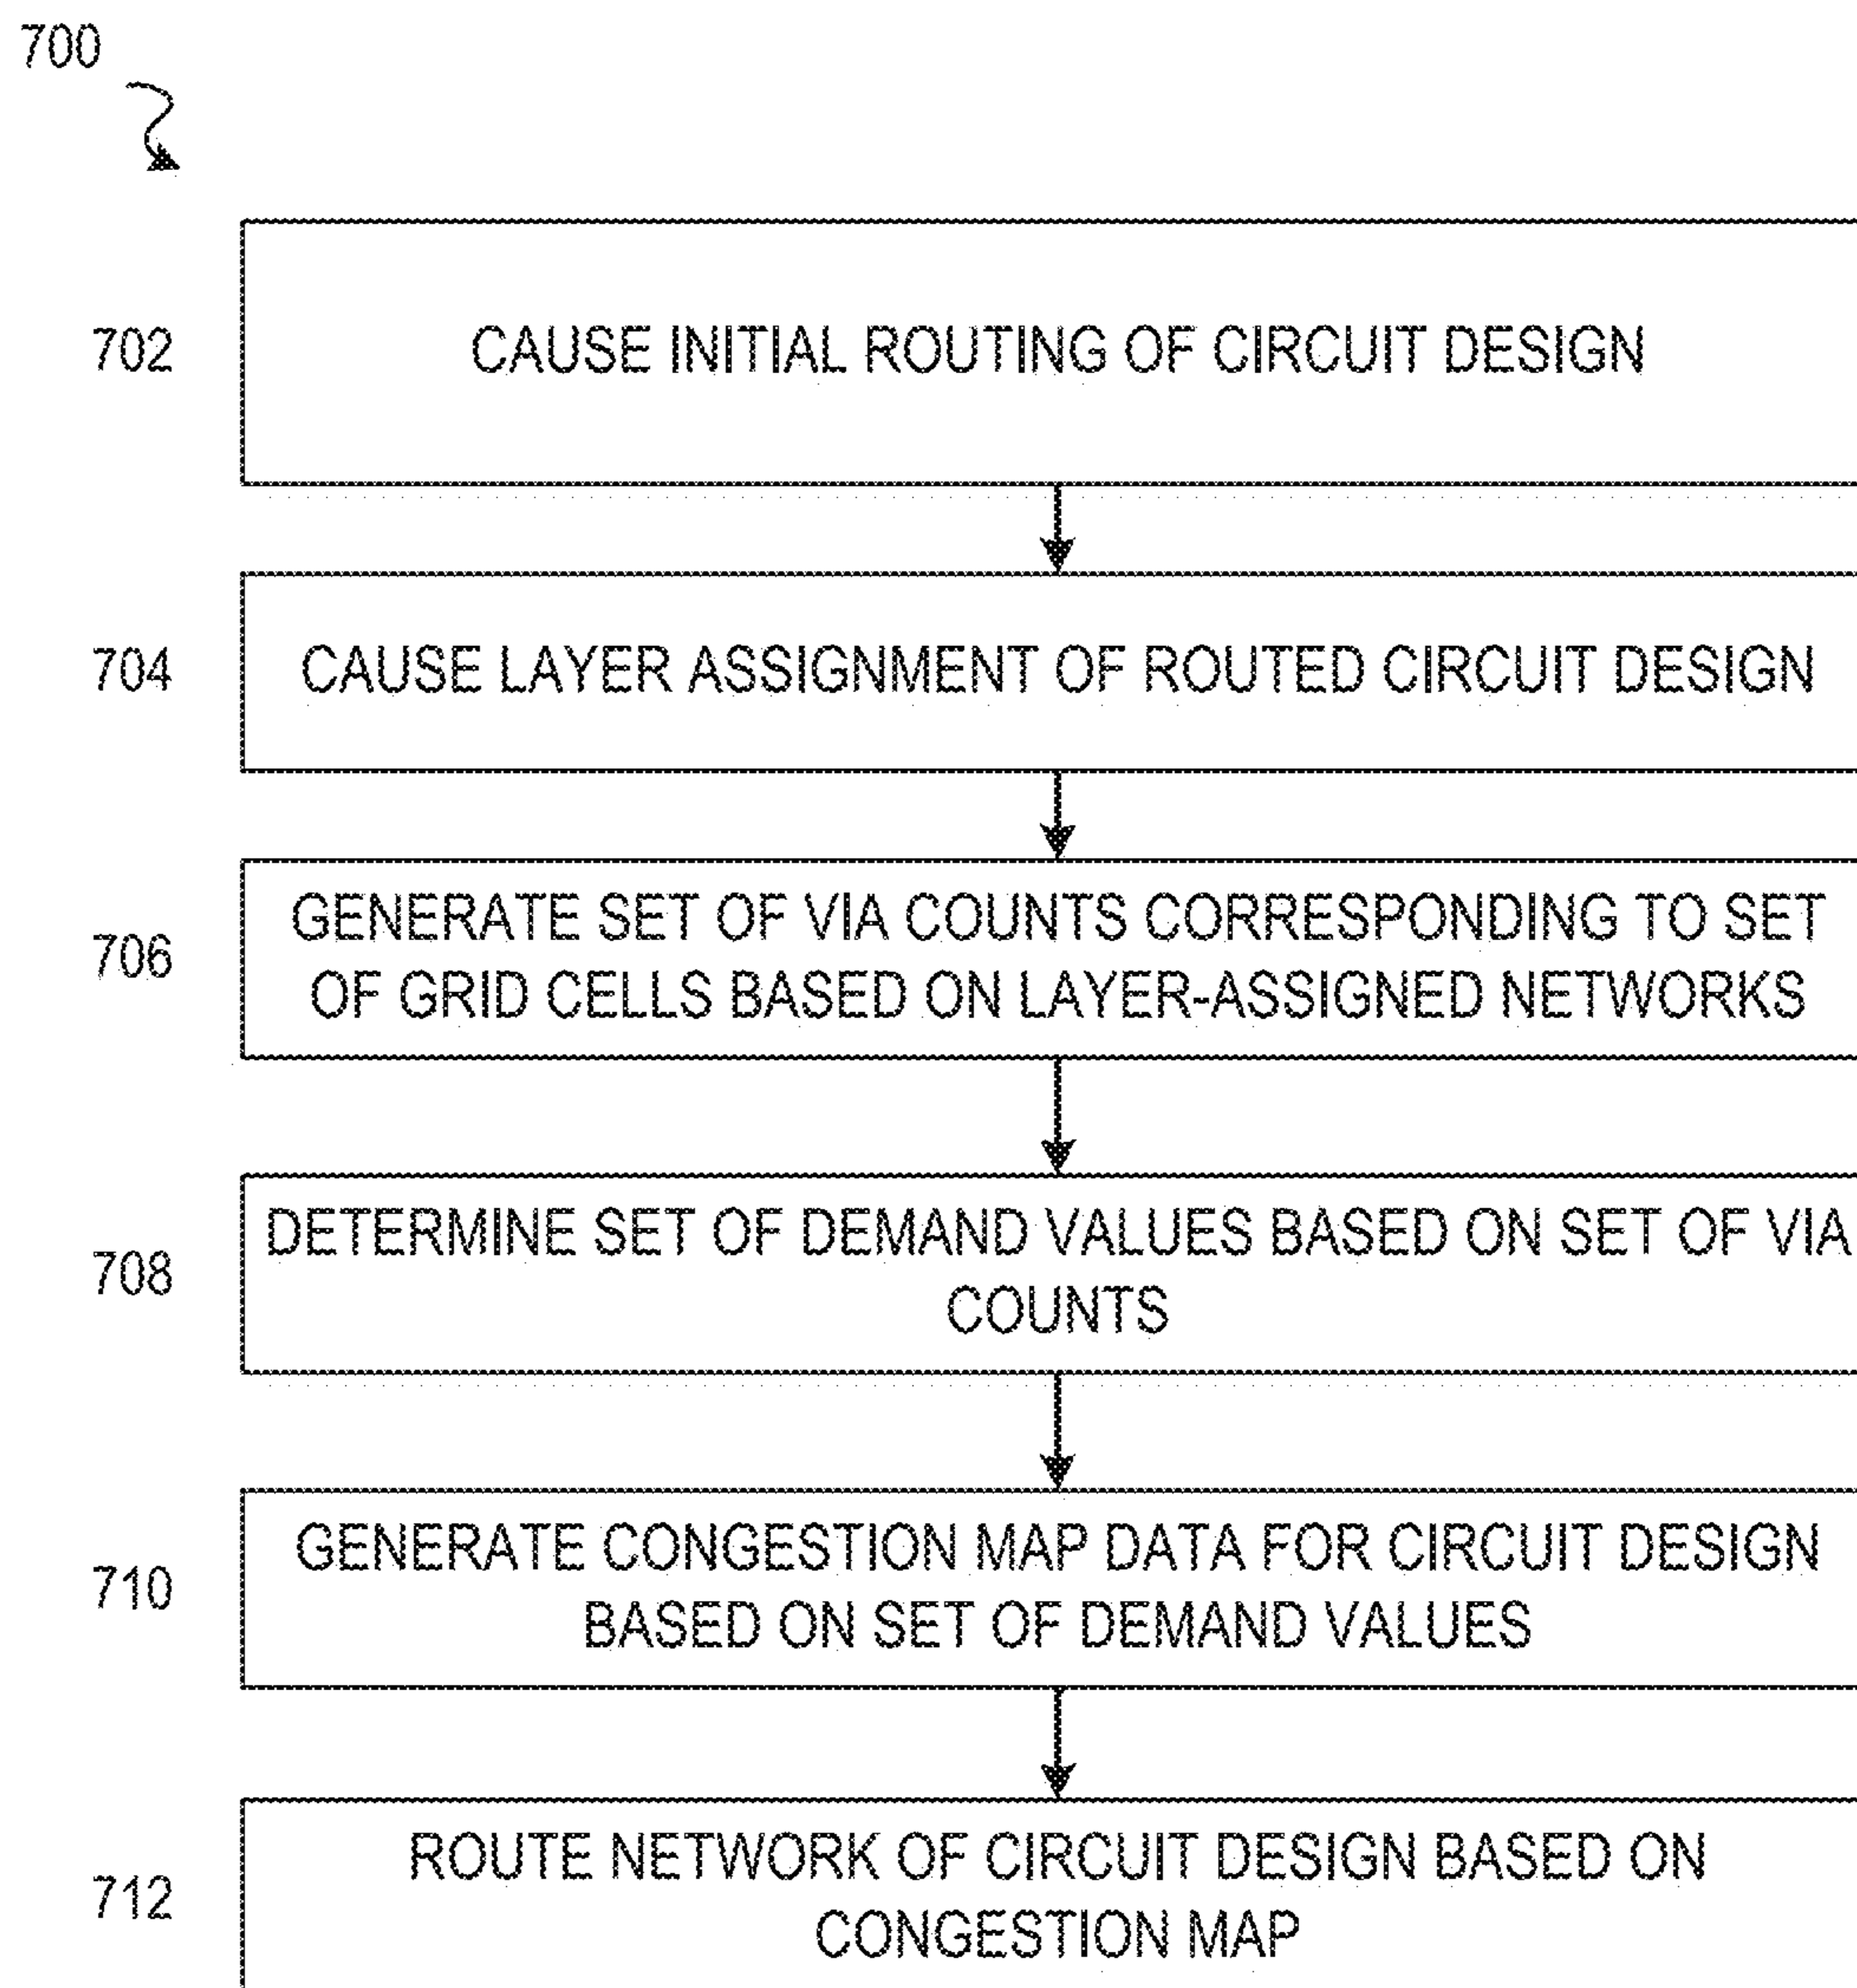 700
702
CAUSE INITIAL ROUTING OF CIRCUIT DESIGN
704
CAUSE LAYER ASSIGNMENT OF ROUTED CIRCUIT DESIGN
706
GENERATE SET OF VIA COUNTS CORRESPONDING TO SET
OF GRID CELLS BASED ON LAYER-ASSIGNED NETWORKS
708
DETERMINE SET OF DEMAND VALUES BASED ON SET OF VIA
COUNTS
710
GENERATE CONGESTION MAP DATA FOR CIRCUIT DESIGN
BASED ON SET OF DEMAND VALUES
712
ROUTE NETWORK OF CIRCUIT DESIGN BASED ON
CONGESTION MAP